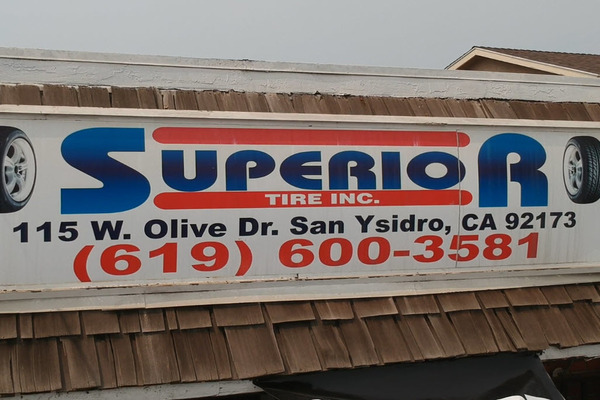 SUPERIOR
TIRE INC.
115 W. Olive Dr. San Ysidro, CA 92173
(619) 600-3581